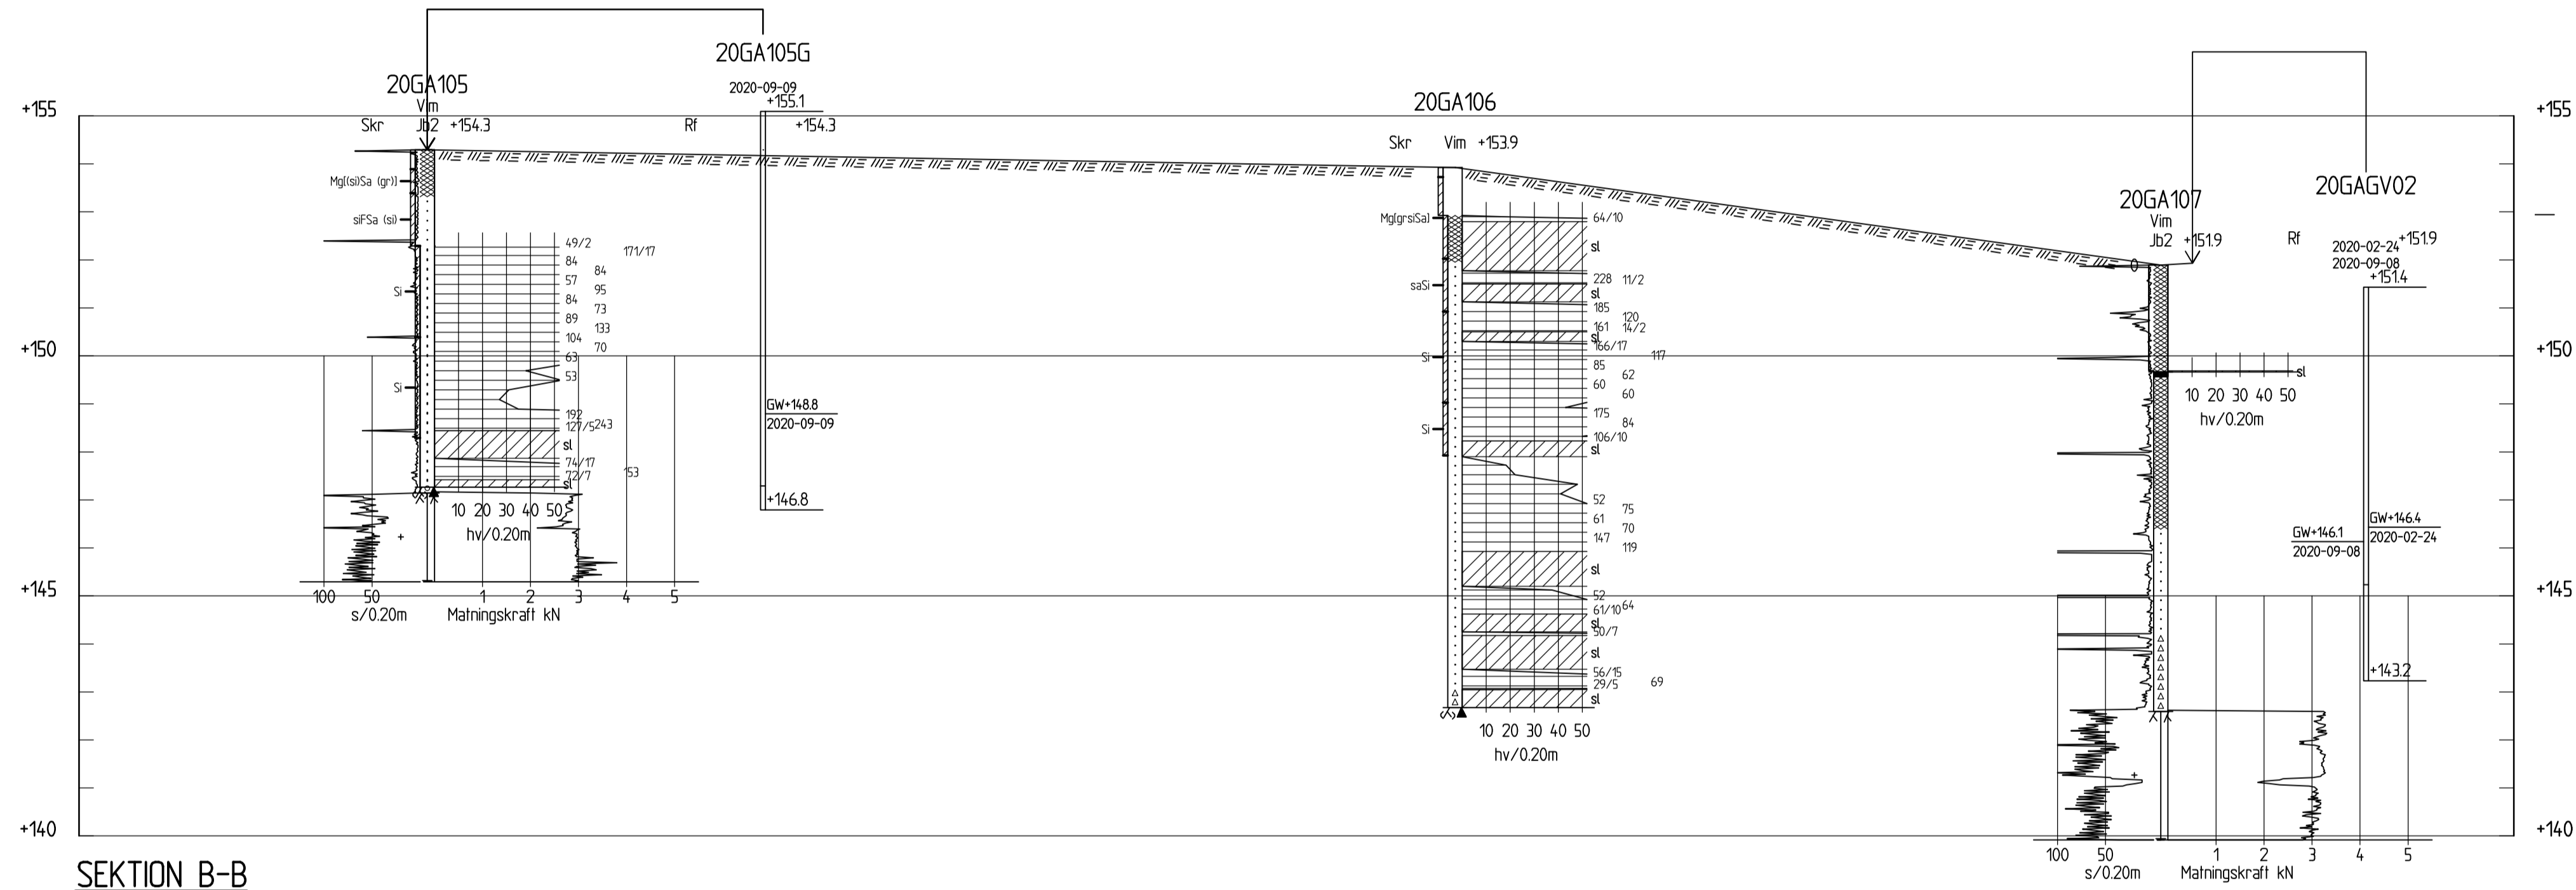 20GA105G
2020-09-09
+155.1
Rf
+154.3
20GA105
Vim
Skr Jb2 +154.3
+155
+150
+145
+140
Mg[(si)Sa (gr)]
siFSa (si)
Si
Si
49/2
171/17
84
84
57
95
84
73
89
133
104
70
63
53
192
243
127/5
sl
74/17
153
72/7
sl
10 20 30 40 50
hv/0.20m
100 50
s/0.20m
1 2 3 4 5
Matningskraft kN
GW+148.8
2020-09-09
+146.8
20GA106
Skr Vim +153.9
Mg[grsiSa]
saSi
Si
Si
64/10
sl
228
11/2
sl
185
120
161
14/2
sl
166/17
117
85
62
60
60
175
84
106/10
sl
52
75
61
70
147
119
sl
52
64
61/10
sl
50/7
sl
56/15
69
29/5
sl
10 20 30 40 50
hv/0.20m
20GA107
Vim
Jb2 +151.9
sl
10 20 30 40 50
hv/0.20m
100 50
s/0.20m
1 2 3 4 5
Matningskraft kN
20GAGV02
Rf
2020-02-24
+151.9
2020-09-08
+151.4
GW+146.4
2020-02-24
GW+146.1
2020-09-08
+143.2
+155
+150
+145
+140
SEKTION B-B